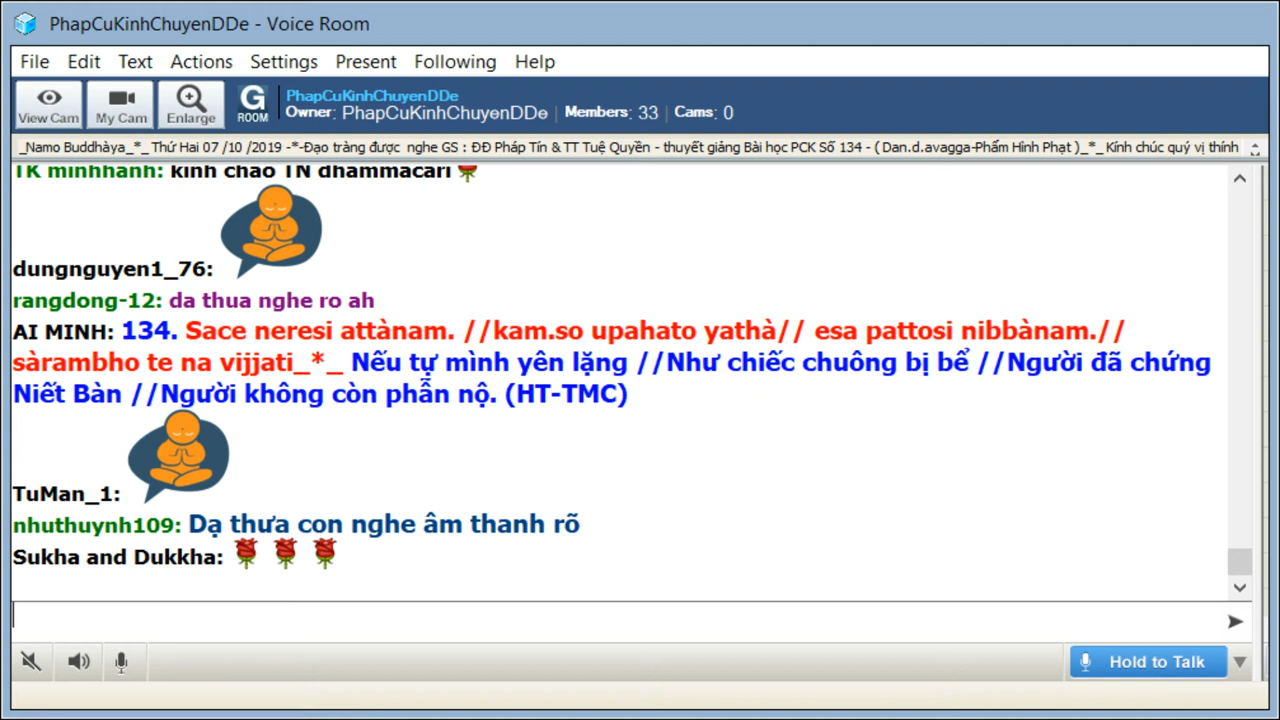 PhapCuKinhChuyenDDe - Voice Room
File Edit Text Actions Settings Present Following Help
View Cam My Cam Enlarge G ROOM
PhapCuKinhChuyenDDe
Owner: PhapCuKinhChuyenDDe | Members: 33 | Cams: 0
_Namo Buddhàya_*_ Thứ Hai 07 /10 /2019 -*-Đạo tràng được nghe GS : ĐĐ Pháp Tín & TT Tuệ Quyền - thuyết giảng Bài học PCK Số 134 - ( Dan.d.avagga-Phẩm Hình Phạt )_*_ Kính chúc quý vị thính
TK minhhanh: kinh chao TN dhammacari
dungnguyen1_76:
rangdong-12: da thua nghe ro ah
AI MINH: 134. Sace neresi attànam. //kam.so upahato yathà// esa pattosi nibbànam.//
sàrambho te na vijjati_*_ Nếu tự mình yên lặng //Như chiếc chuông bị bể //Người đã chứng
Niết Bàn //Người không còn phẫn nộ. (HT-TMC)
TuMan_1:
nhuthuynh109: Dạ thưa con nghe âm thanh rõ
Sukha and Dukkha:
Hold to Talk